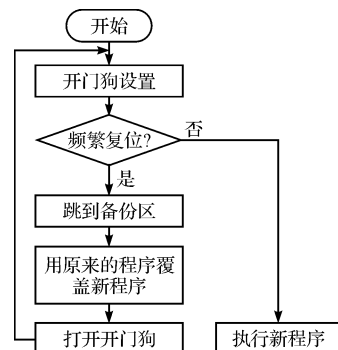 开始
开门狗设置
频繁复位?
否
是
跳到备份区
用原来的程序覆
盖新程序
打开开门狗
执行新程序